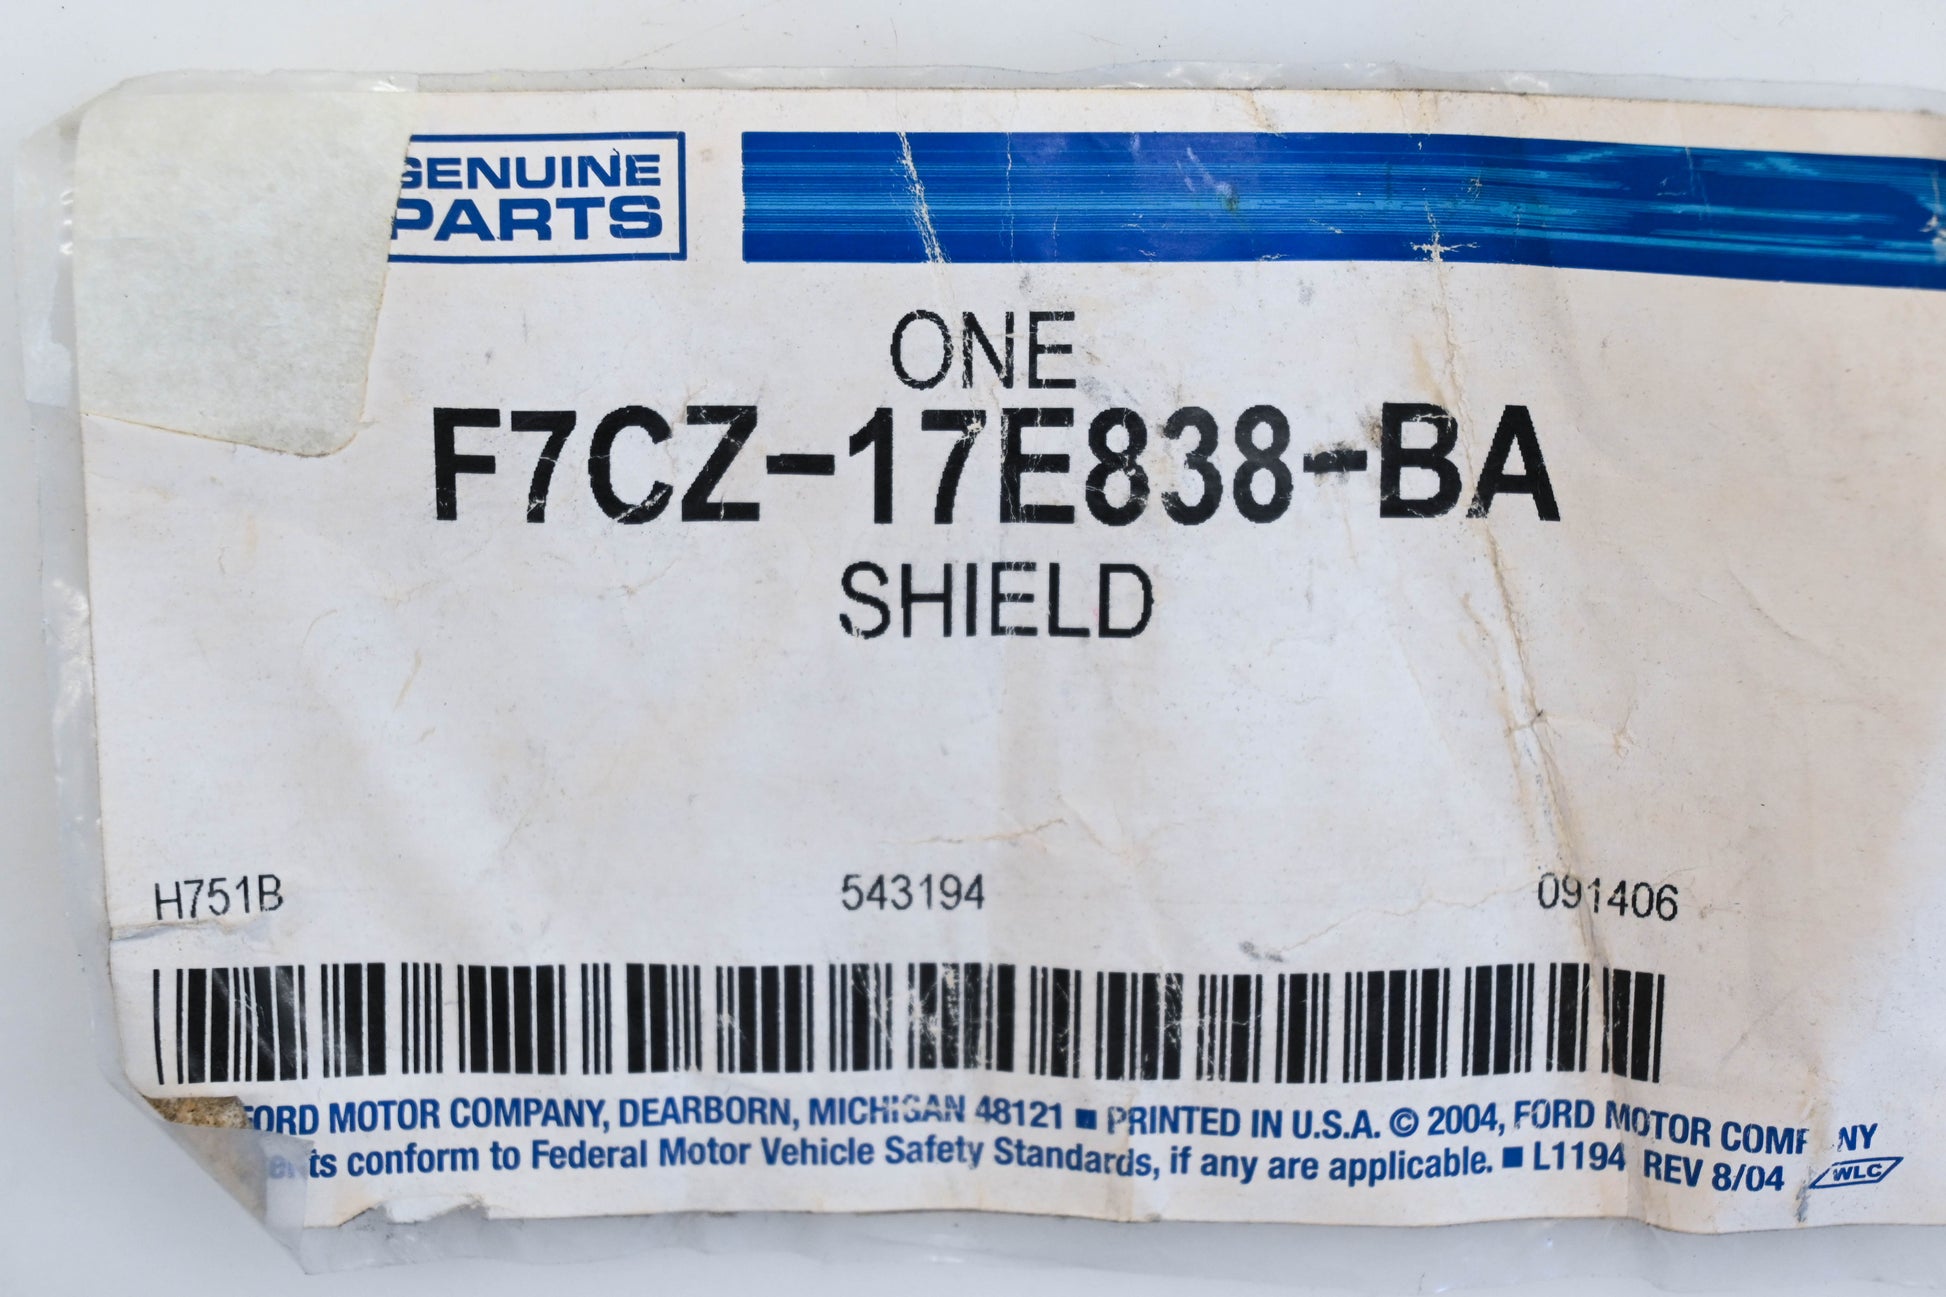 GENUINE
PARTS
ONE
F7CZ-17E838-BA
SHIELD
H751B 543194 091406
FORD MOTOR COMPANY, DEARBORN, MICHIGAN 48121 ■ PRINTED IN U.S.A. © 2004, FORD MOTOR COMPANY
conform to Federal Motor Vehicle Safety Standards, if any are applicable. ■ L1194 REV 8/04 WLC